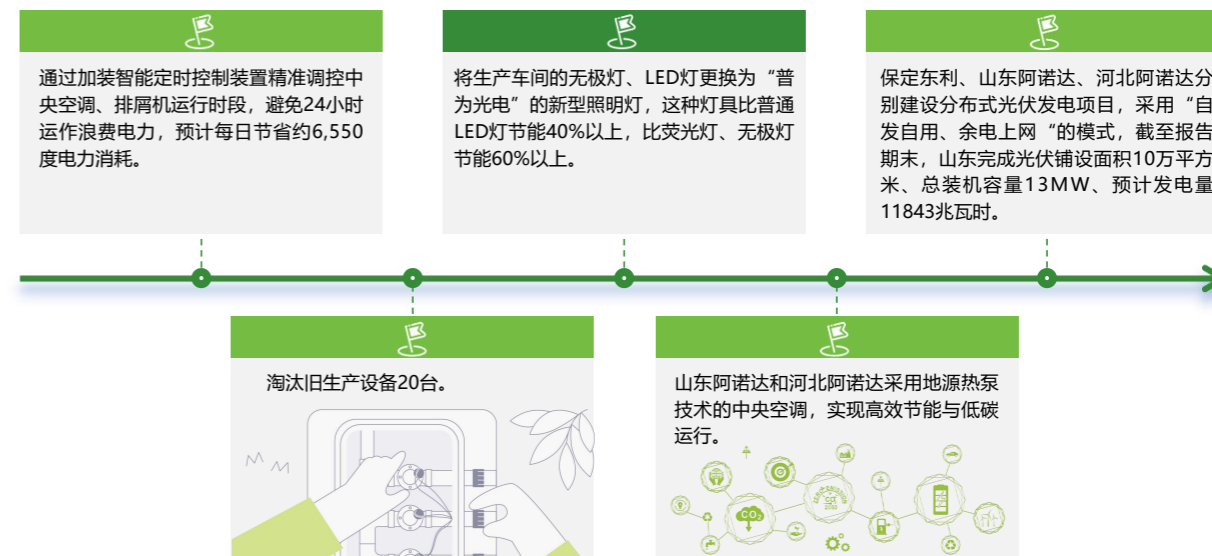 通过加装智能定时控制装置精准调控中
央空调、排屑机运行时段，避免24小时
运作浪费电力，预计每日节省约6,550
度电力消耗。
淘汰旧生产设备20台。
将生产车间的无极灯、LED灯更换为“普
为光电”的新型照明灯，这种灯具比普通
LED灯节能40%以上，比荧光灯、无极灯
节能60%以上。
山东阿诺达和河北阿诺达采用地源热泵
技术的中央空调，实现高效节能与低碳
运行。
CO₂
保定东利、山东阿诺达、河北阿诺达分
别建设分布式光伏发电项目，采用“自
发自用、余电上网“的模式，截至报告
期末，山东完成光伏铺设面积10万平方
米、总装机容量13MW、预计发电量
11843兆瓦时。